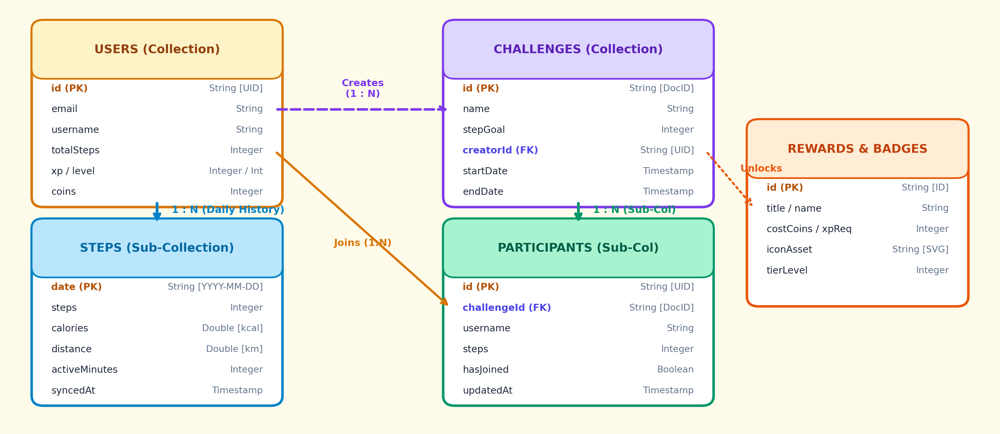 USERS (Collection)
id (PK) String [UID]
email String
username String
totalSteps Integer
xp / level Integer / Int
coins Integer
Creates
(1 : N)
CHALLENGES (Collection)
id (PK) String [DocID]
name String
stepGoal Integer
creatorId (FK) String [UID]
startDate Timestamp
endDate Timestamp
Unlocks
REWARDS & BADGES
id (PK) String [ID]
title / name String
costCoins / xpReq Integer
iconAsset String [SVG]
tierLevel Integer
1 : N (Daily History)
1 : N (Sub-Col)
Joins (1:N)
STEPS (Sub-Collection)
date (PK) String [YYYY-MM-DD]
steps Integer
calories Double [kcal]
distance Double [km]
activeMinutes Integer
syncedAt Timestamp
PARTICIPANTS (Sub-Col)
id (PK) String [UID]
challengeId (FK) String [DocID]
username String
steps Integer
hasJoined Boolean
updatedAt Timestamp